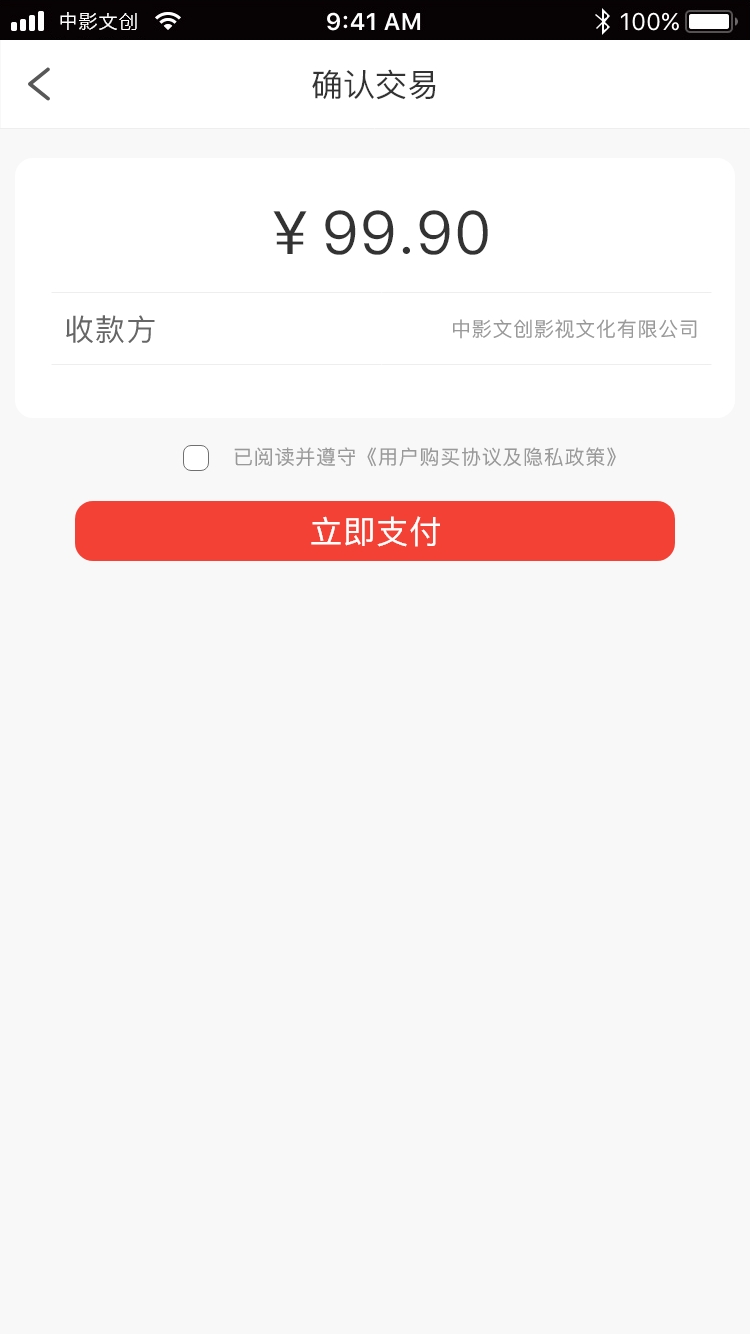 中影文创 9:41 AM 100%
确认交易
¥ 99.90
收款方 中影文创影视文化有限公司
已阅读并遵守《用户购买协议及隐私政策》
立即支付